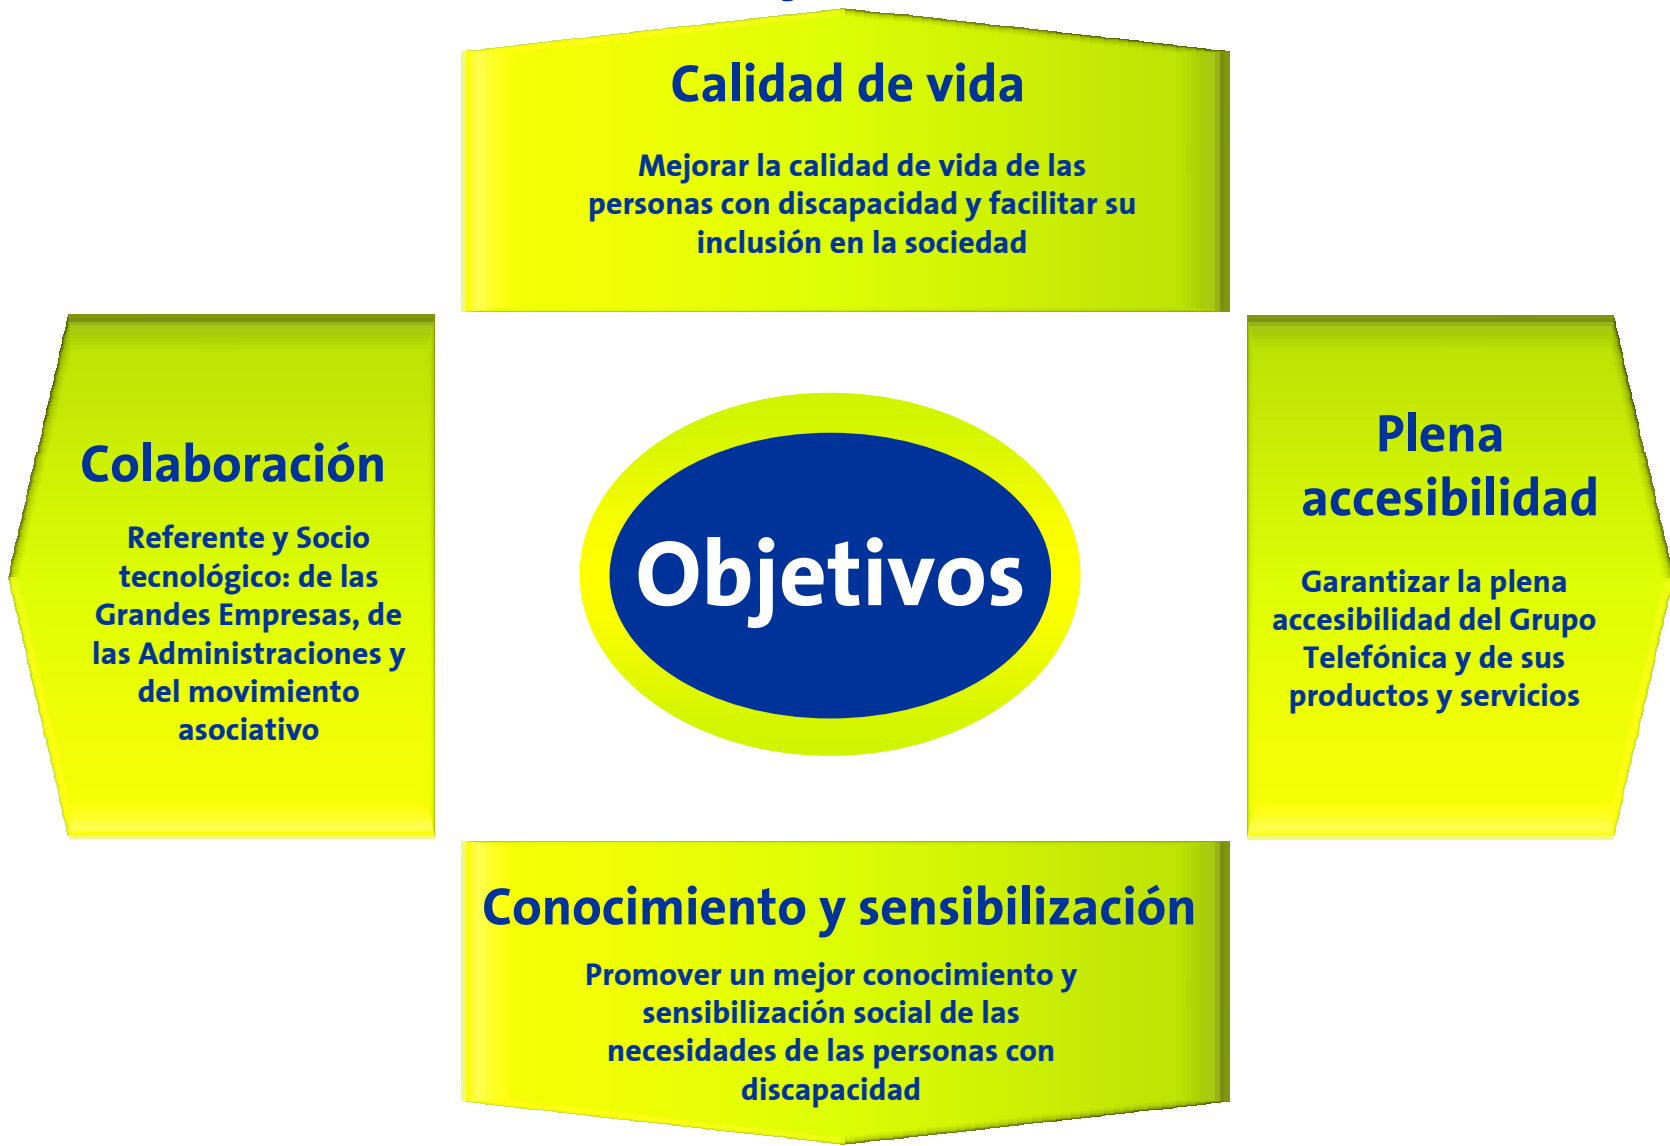 Calidad de vida
Mejorar la calidad de vida de las
personas con discapacidad y facilitar su
inclusión en la sociedad
Colaboración
Referente y Socio
tecnológico: de las
Grandes Empresas, de
las Administraciones y
del movimiento
asociativo
Objetivos
Plena
accesibilidad
Garantizar la plena
accesibilidad del Grupo
Telefónica y de sus
productos y servicios
Conocimiento y sensibilización
Promover un mejor conocimiento y
sensibilización social de las
necesidades de las personas con
discapacidad